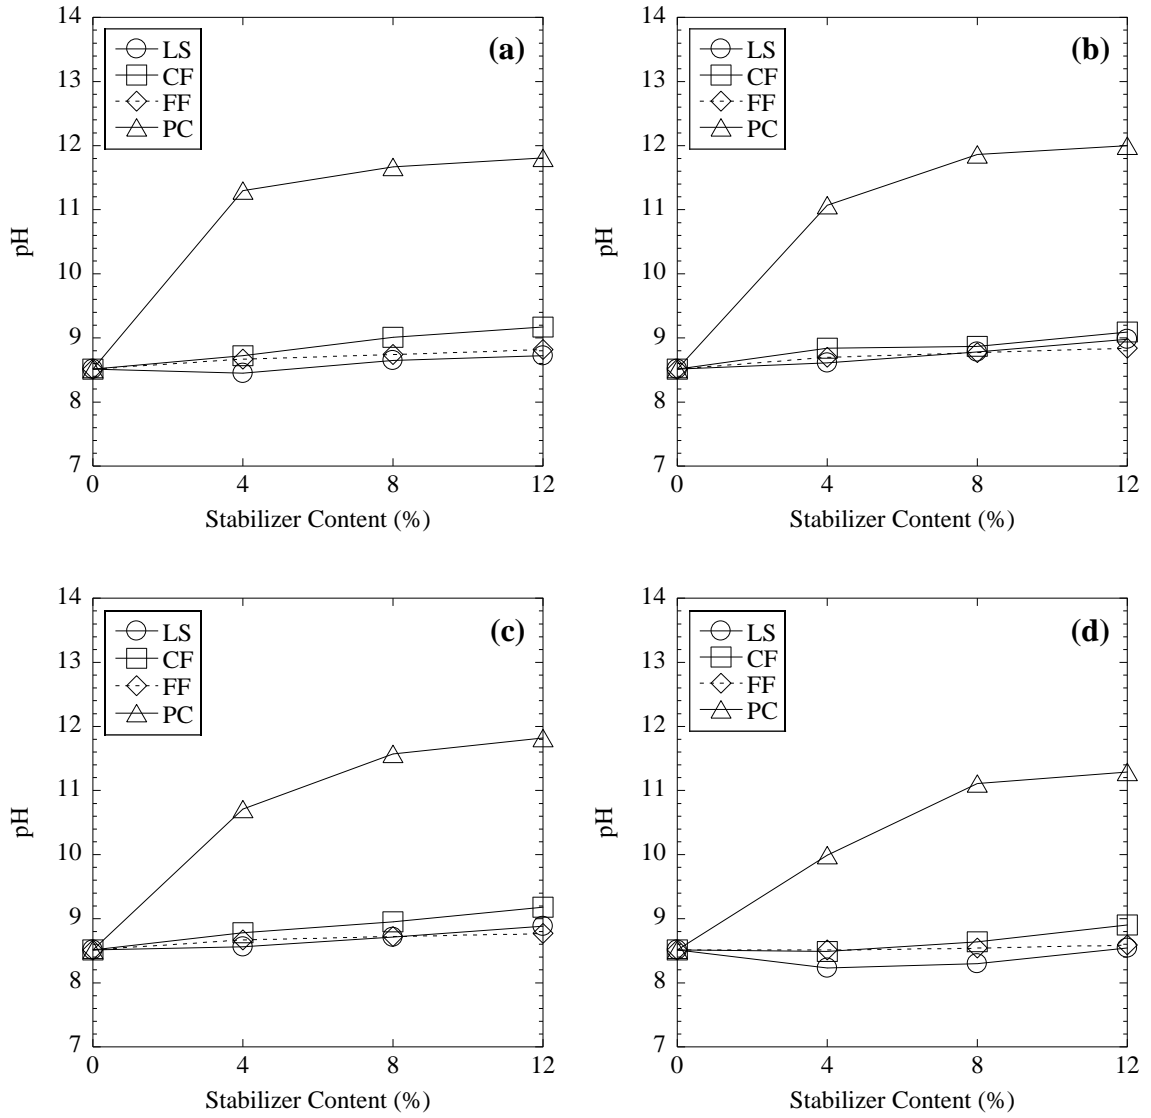 14
13
12
11
10
9
8
7
pH
LS
CF
FF
PC
(a)
0 4 8 12
Stabilizer Content (%)
14
13
12
11
10
9
8
7
pH
LS
CF
FF
PC
(b)
0 4 8 12
Stabilizer Content (%)
14
13
12
11
10
9
8
7
pH
LS
CF
FF
PC
(c)
0 4 8 12
Stabilizer Content (%)
14
13
12
11
10
9
8
7
pH
LS
CF
FF
PC
(d)
0 4 8 12
Stabilizer Content (%)